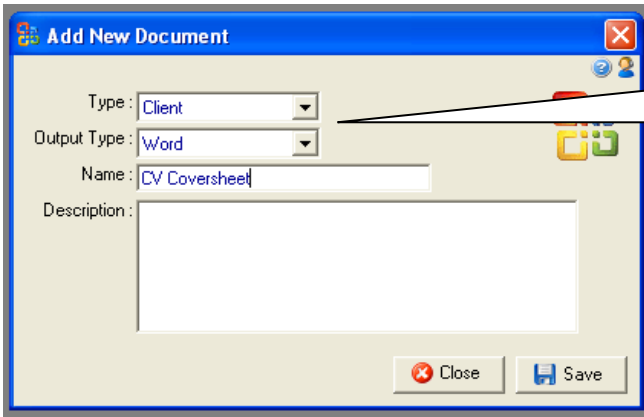 Add New Document
Type : Client
Output Type : Word
Name : CV Coversheet
Description :
Close
Save